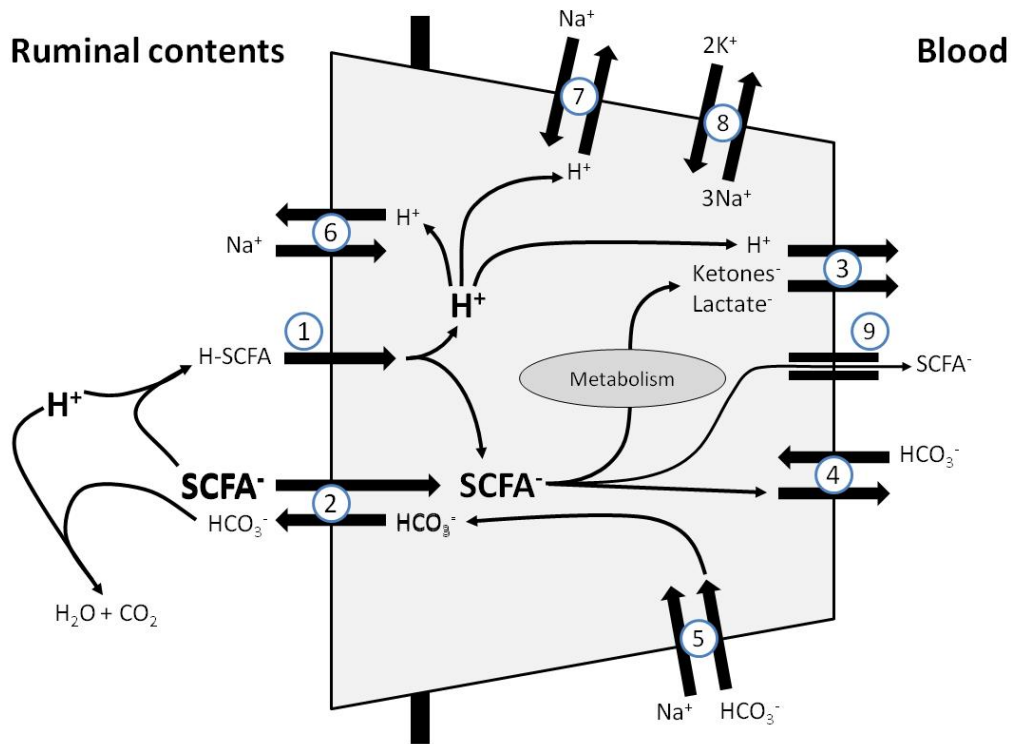 Ruminal contents
Blood
Na⁺
7
H⁺
2K⁺
8
3Na⁺
H⁺
6
Na⁺
H⁺
H⁺
3
Ketones⁻
Lactate⁻
1
H-SCFA
9
SCFA⁻
Metabolism
H⁺
SCFA⁻
2
SCFA⁻
HCO₃⁻
4
HCO₃⁻
HCO₃⁻
H₂O + CO₂
5
Na⁺
HCO₃⁻